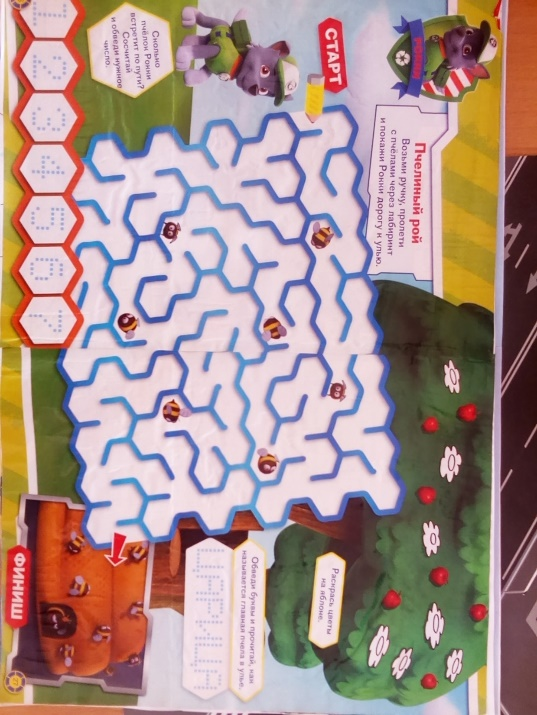 Пчелиный рой
Возьми ручку, пролети
с пчёлами через лабиринт
и покажи Рокки дорогу к улью.
СТАРТ
Сколько
пчёлок Рокки
встретит по пути?
Сосчитай
и обведи нужное
число.
1 2 3 4 5 6 7
Раскрась цветы
на яблоне.
Обведи буквы и прочитай, как
называется главная пчела в улье.
ЦАРИЦА
ФИНИШ